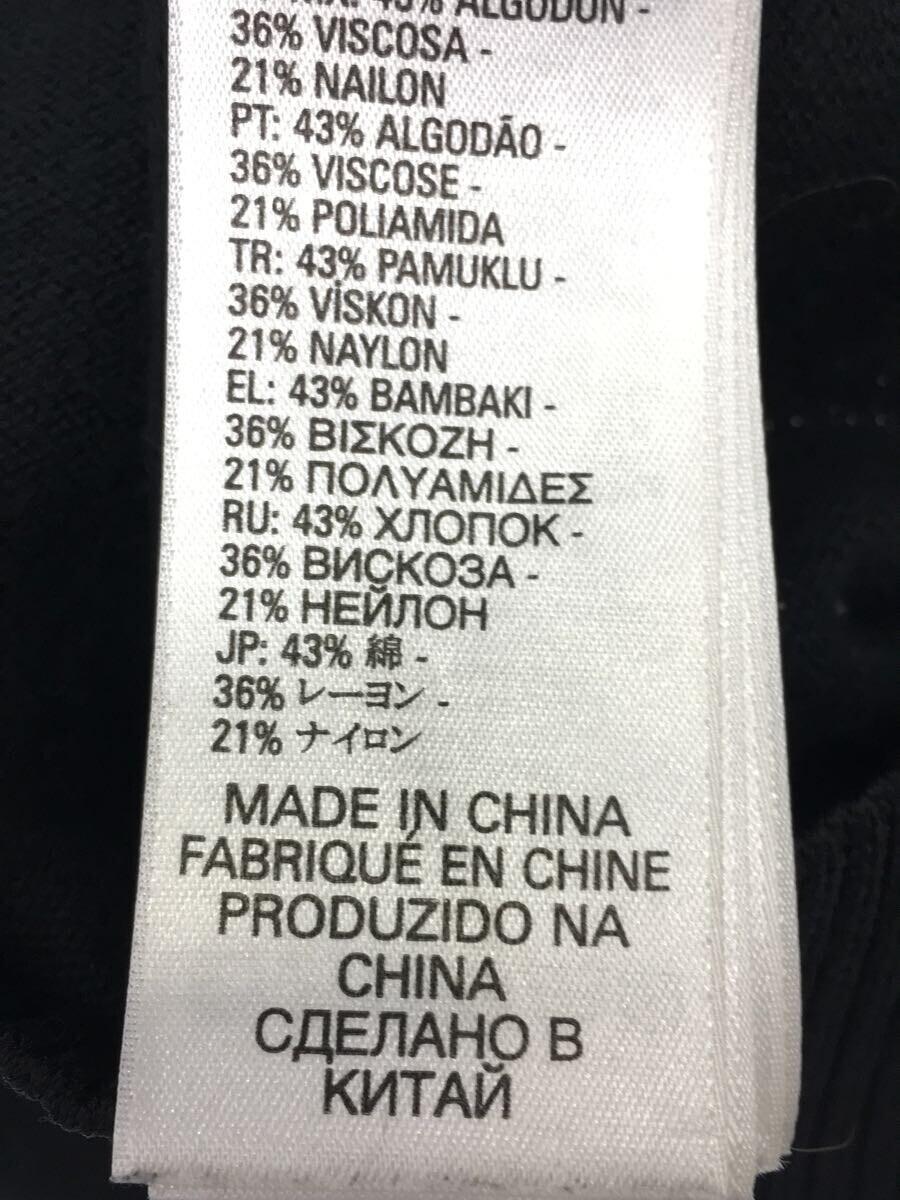 43% ALGODÓN -
36% VISCOSA -
21% NAILON
PT: 43% ALGODÃO -
36% VISCOSE -
21% POLIAMIDA
TR: 43% PAMUKLU -
36% VİSKON -
21% NAYLON
EL: 43% BAMBAKI -
36% ΒΙΣΚΟΖΗ -
21% ΠΟΛΥΑΜΙΔΕΣ
RU: 43% ХЛОПОК -
36% ВИСКОЗА -
21% НЕЙЛОН
JP: 43% 綿 -
36% レーヨン -
21% ナイロン
MADE IN CHINA
FABRIQUÉ EN CHINE
PRODUZIDO NA
CHINA
СДЕЛАНО В
КИТАЙ